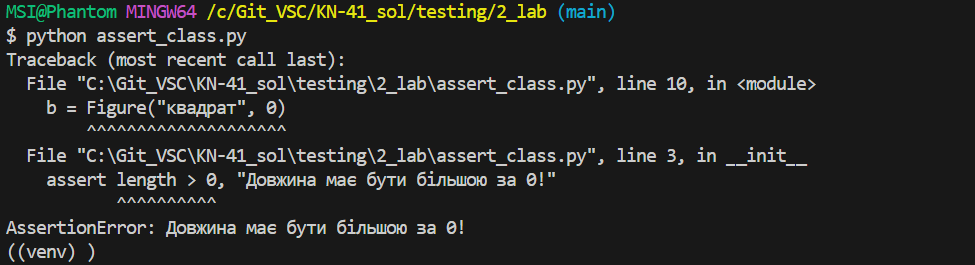 MSI@Phantom MINGW64 /c/Git_VSC/KN-41_sol/testing/2_lab (main)
$ python assert_class.py
Traceback (most recent call last):
  File "C:\Git_VSC\KN-41_sol\testing\2_lab\assert_class.py", line 10, in <module>
    b = Figure("квадрат", 0)
        ^^^^^^^^^^^^^^^^^^^^
  File "C:\Git_VSC\KN-41_sol\testing\2_lab\assert_class.py", line 3, in __init__
    assert length > 0, "Довжина має бути більшою за 0!"
           ^^^^^^^^^^
AssertionError: Довжина має бути більшою за 0!
((venv) )